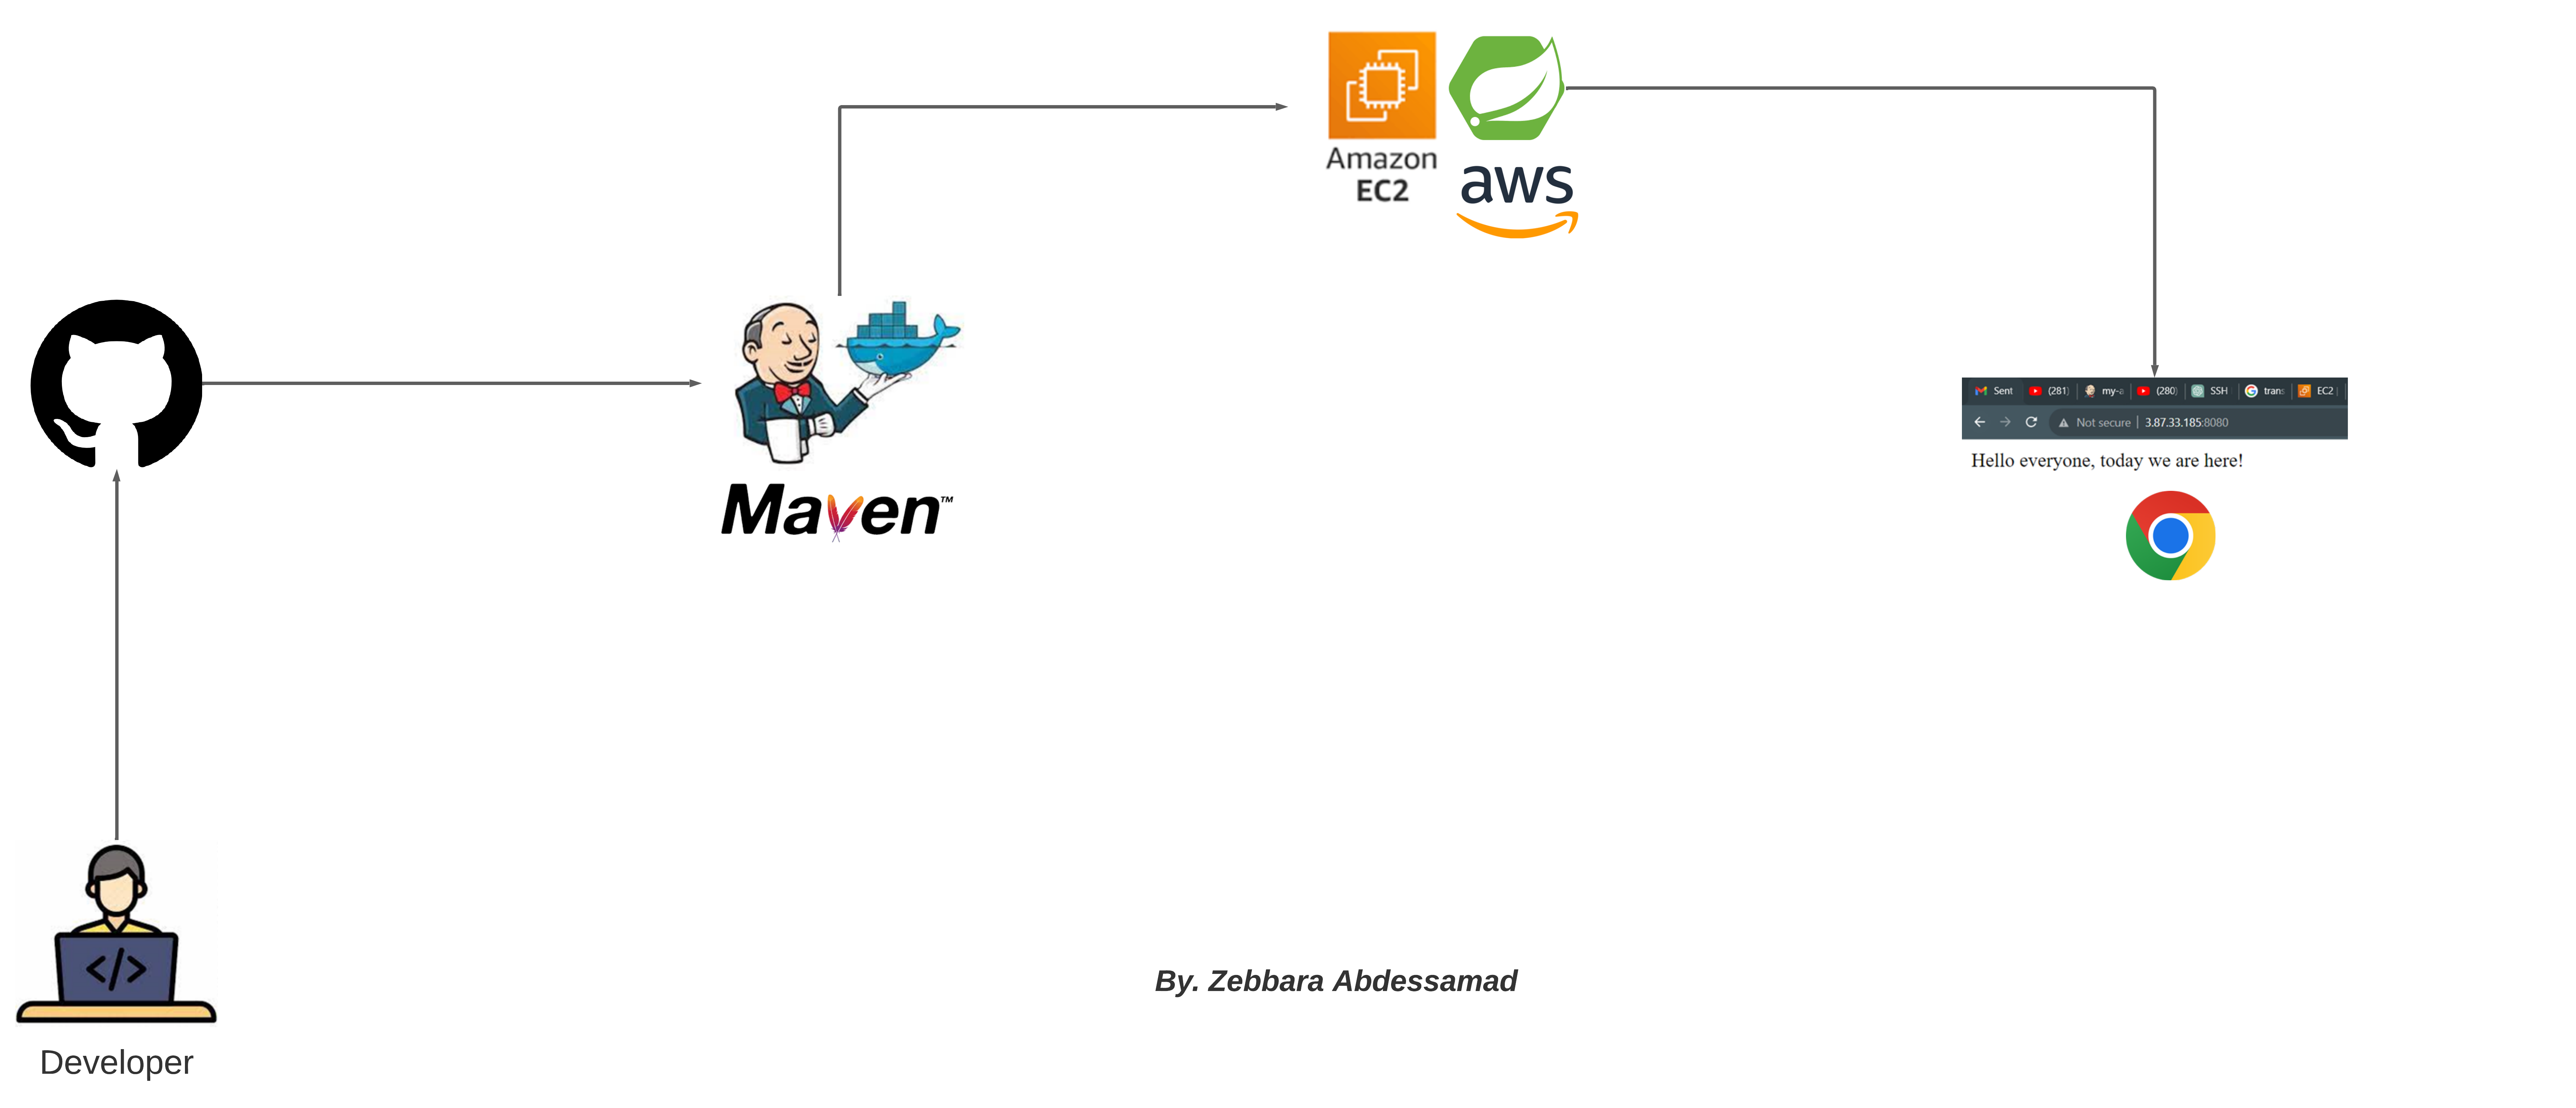 Amazon
EC2
aws
Maven™
Sent
(281)
my-a
(280)
SSH
trans
EC2
Not secure
3.87.33.185:8080
Hello everyone, today we are here!
By. Zebbara Abdessamad
</>
Developer